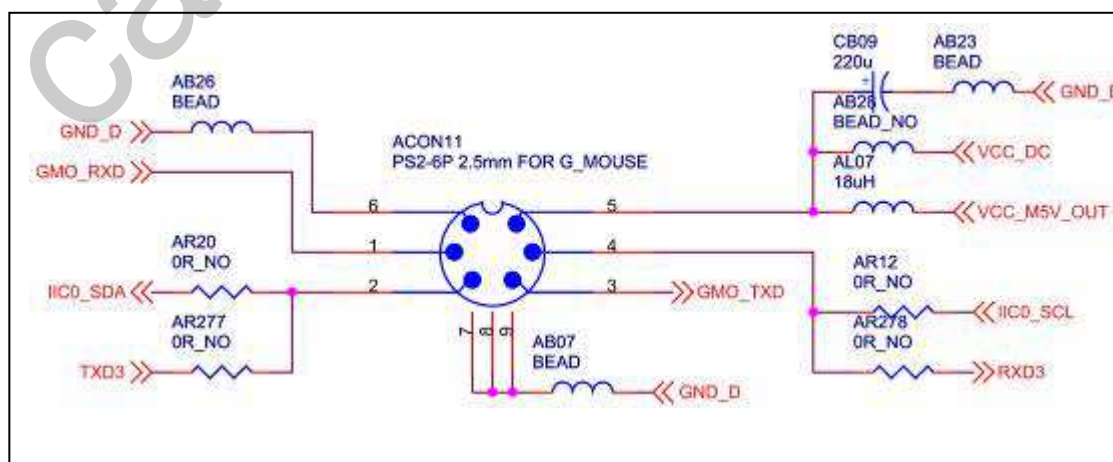 Ca
CB09
220u
AB23
BEAD
AB26
BEAD
+
AB28
BEAD_NO
GND_D
ACON11
PS2-6P 2.5mm FOR G_MOUSE
VCC_DC
GMO_RXD
AL07
18uH
6
5
VCC_M5V_OUT
AR20
0R_NO
1
4
AR12
0R_NO
IIC0_SDA
2
3
GMO_TXD
IIC0_SCL
AR277
0R_NO
7
8
9
AB07
BEAD
AR278
0R_NO
TXD3
RXD3
GND_D